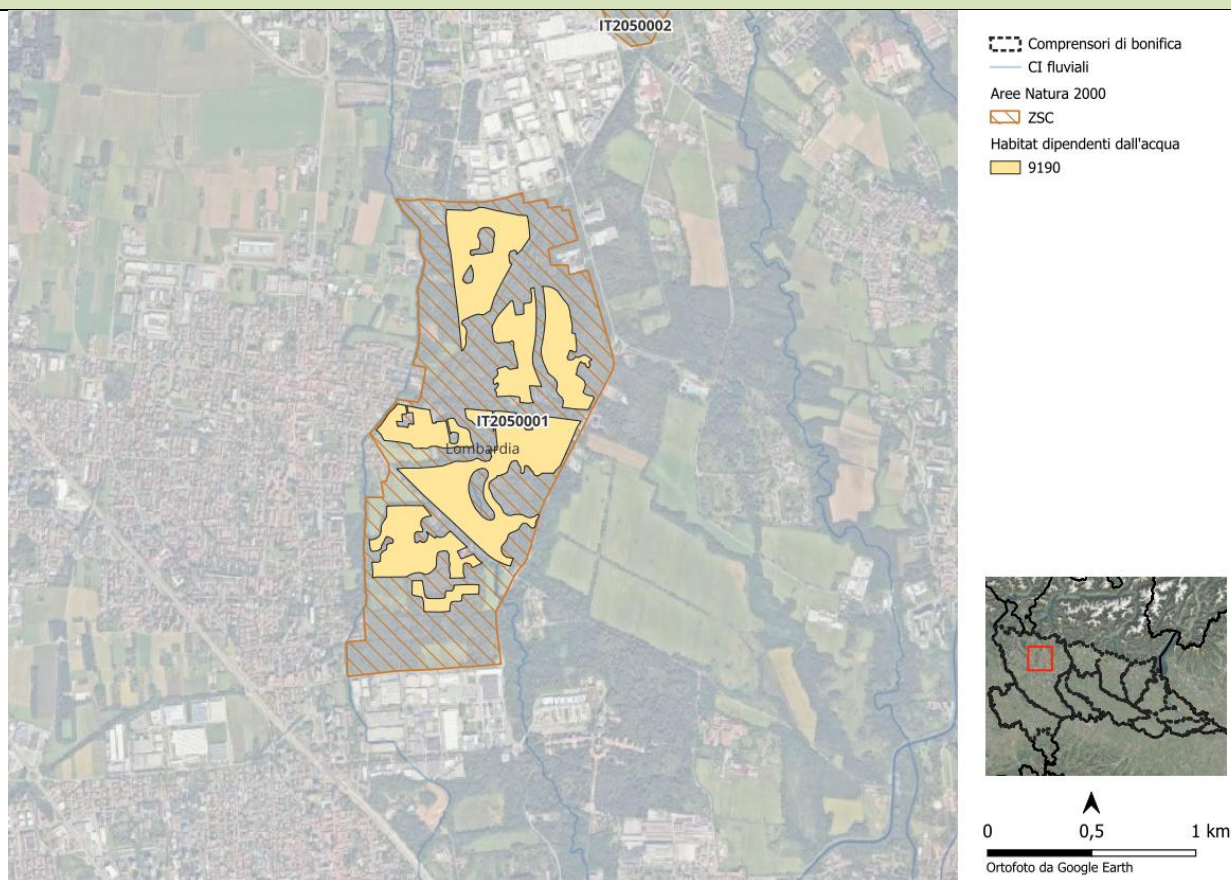 IT2050002
IT2050001
Lombardia
Comprensori di bonifica
CI fluviali
Aree Natura 2000
ZSC
Habitat dipendenti dall'acqua
9190
0 0,5 1 km
Ortofoto da Google Earth